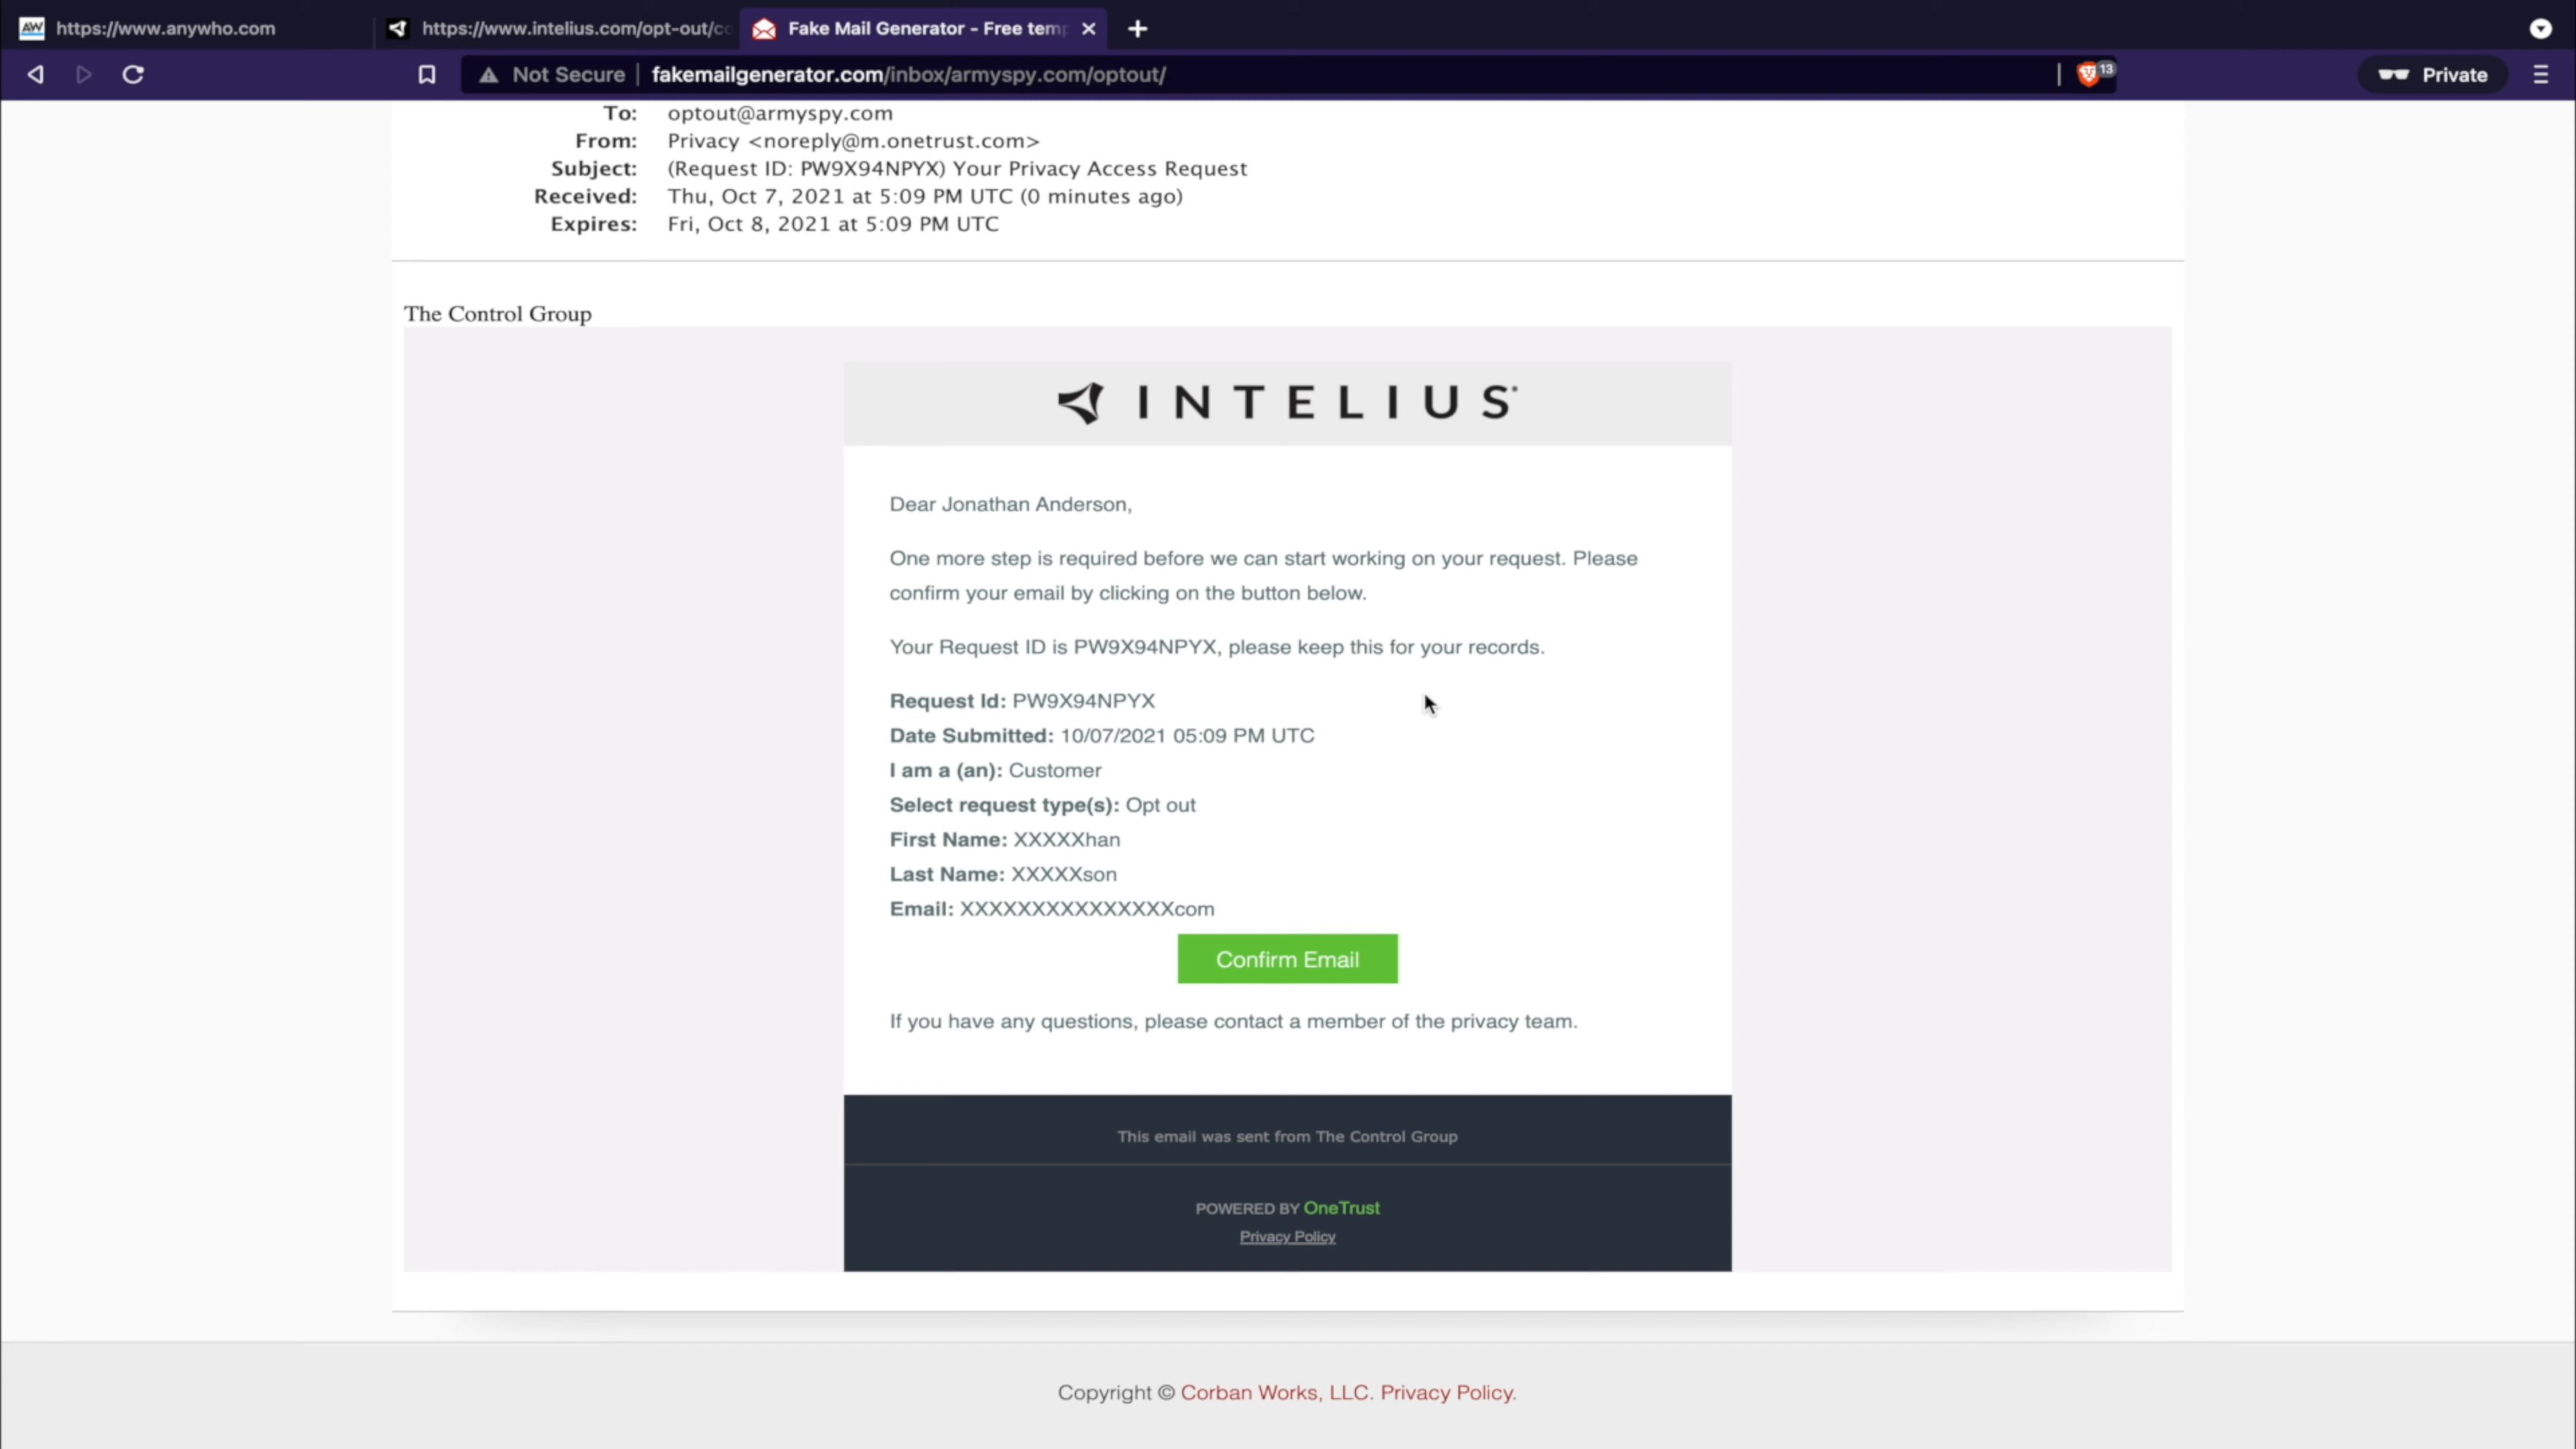 https://www.anywho.com
https://www.intelius.com/opt-out/co
Fake Mail Generator - Free temp
Not Secure
fakemailgenerator.com/inbox/armyspy.com/optout/
13
Private
To: optout@armyspy.com
From: Privacy <noreply@m.onetrust.com>
Subject: (Request ID: PW9X94NPYX) Your Privacy Access Request
Received: Thu, Oct 7, 2021 at 5:09 PM UTC (0 minutes ago)
Expires: Fri, Oct 8, 2021 at 5:09 PM UTC
The Control Group
INTELIUS
Dear Jonathan Anderson,
One more step is required before we can start working on your request. Please
confirm your email by clicking on the button below.
Your Request ID is PW9X94NPYX, please keep this for your records.
Request Id: PW9X94NPYX
Date Submitted: 10/07/2021 05:09 PM UTC
I am a (an): Customer
Select request type(s): Opt out
First Name: XXXXXhan
Last Name: XXXXXson
Email: XXXXXXXXXXXXXXXcom
Confirm Email
If you have any questions, please contact a member of the privacy team.
This email was sent from The Control Group
POWERED BY OneTrust
Privacy Policy
Copyright © Corban Works, LLC. Privacy Policy.